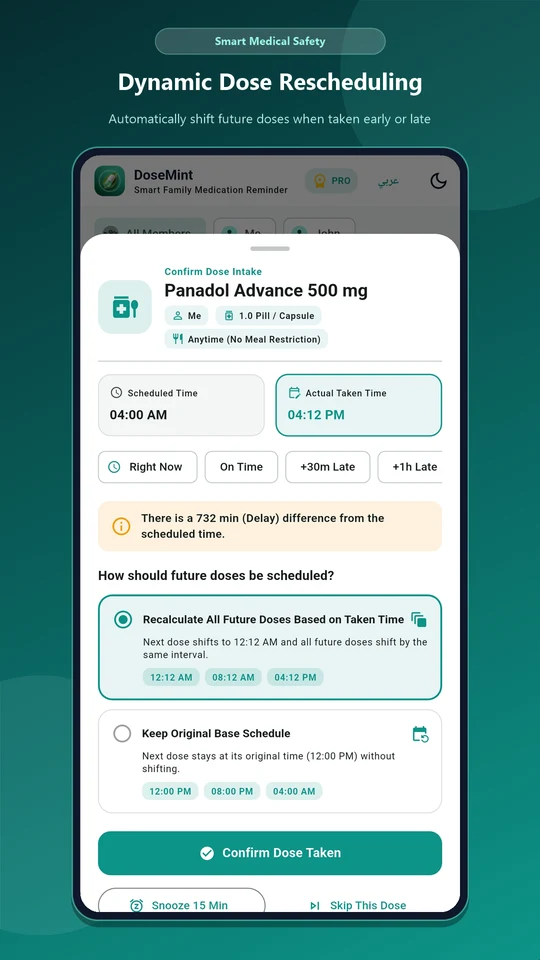 Smart Medical Safety
Dynamic Dose Rescheduling
Automatically shift future doses when taken early or late
DoseMint
Smart Family Medication Reminder
PRO
عربي
All Members
Me
John
Confirm Dose Intake
Panadol Advance 500 mg
Me
1.0 Pill / Capsule
Anytime (No Meal Restriction)
Scheduled Time
04:00 AM
Actual Taken Time
04:12 PM
Right Now
On Time
+30m Late
+1h Late
There is a 732 min (Delay) difference from the
scheduled time.
How should future doses be scheduled?
Recalculate All Future Doses Based on Taken Time
Next dose shifts to 12:12 AM and all future doses shift by the
same interval.
12:12 AM
08:12 AM
04:12 PM
Keep Original Base Schedule
Next dose stays at its original time (12:00 PM) without
shifting.
12:00 PM
08:00 PM
04:00 AM
Confirm Dose Taken
Snooze 15 Min
Skip This Dose